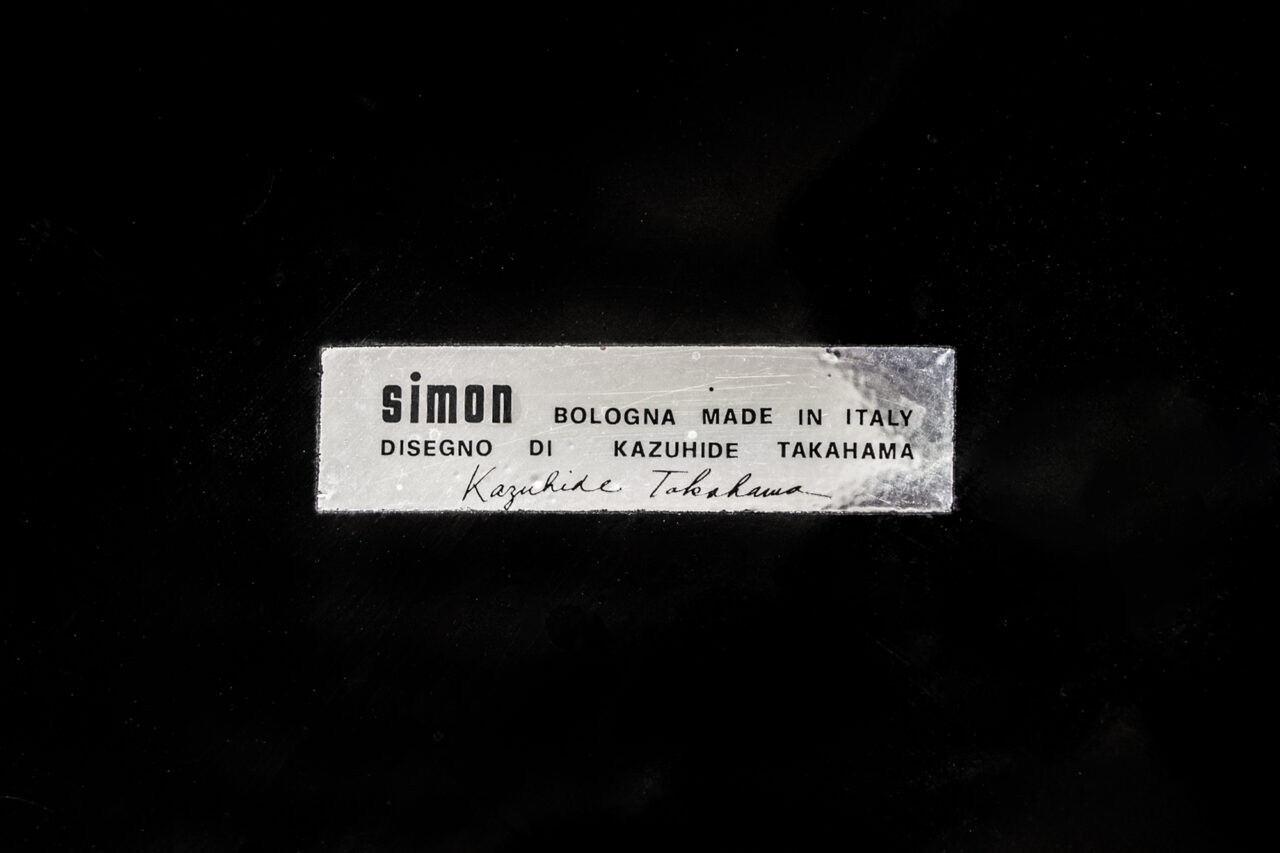 simon BOLOGNA MADE IN ITALY
DISEGNO DI KAZUHIDE TAKAHAMA
Kazuhide Takahama